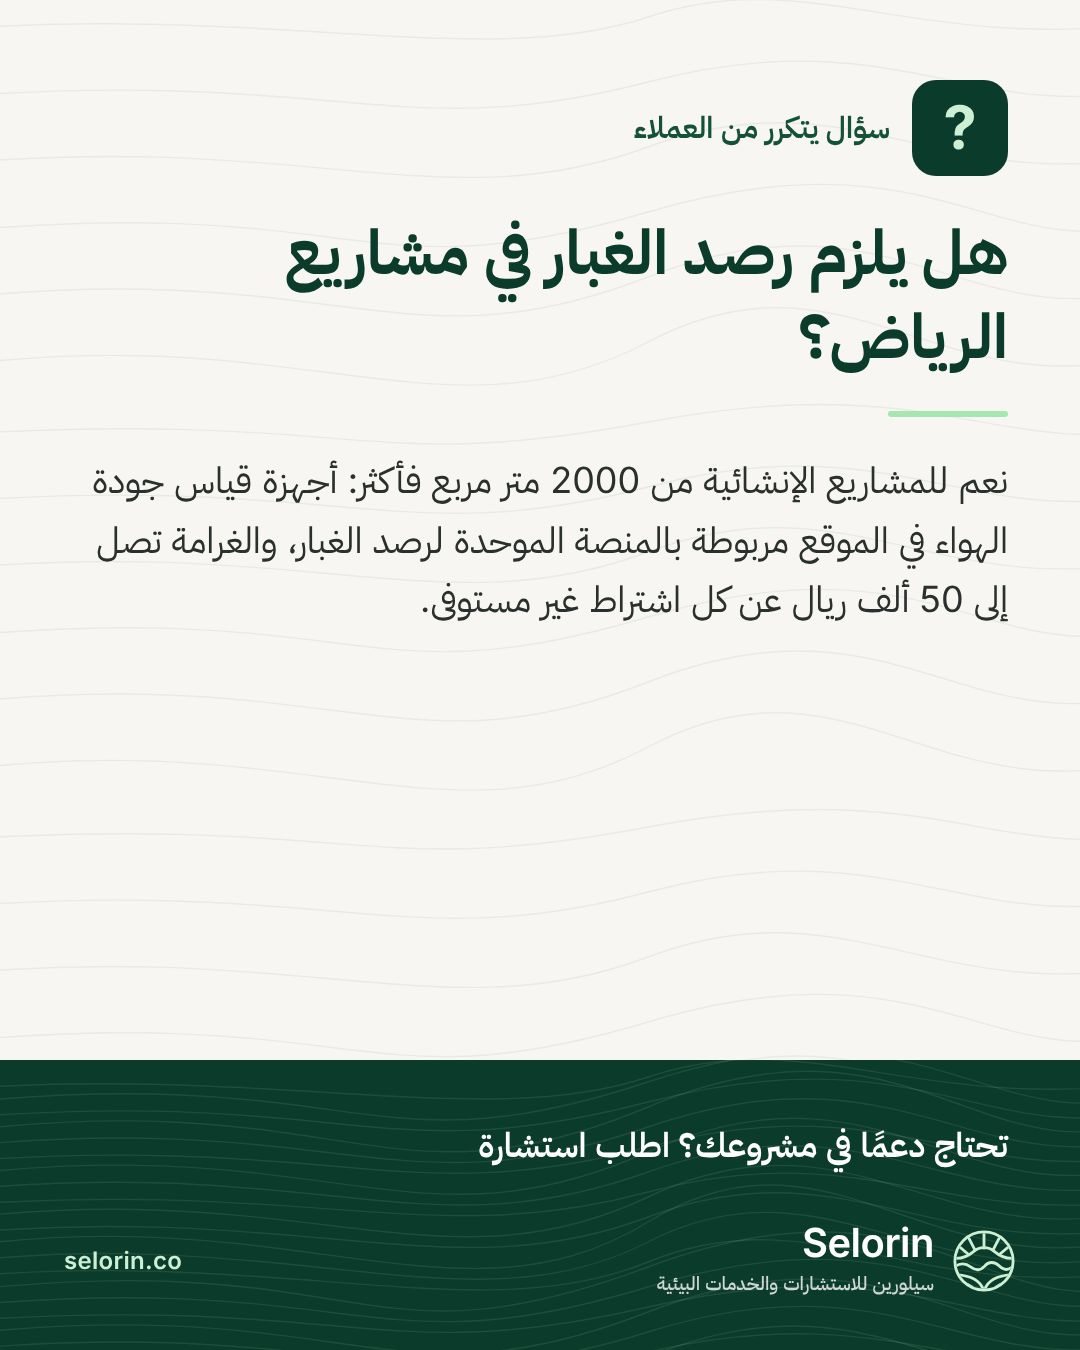 ?
سؤال يتكرر من العملاء
هل يلزم رصد الغبار في مشاريع
الرياض؟
نعم للمشاريع الإنشائية من 2000 متر مربع فأكثر: أجهزة قياس جودة
الهواء في الموقع مربوطة بالمنصة الموحدة لرصد الغبار، والغرامة تصل
إلى 50 ألف ريال عن كل اشتراط غير مستوفى.
تحتاج دعمًا في مشروعك؟ اطلب استشارة
Selorin
سيلورين للاستشارات والخدمات البيئية
selorin.co